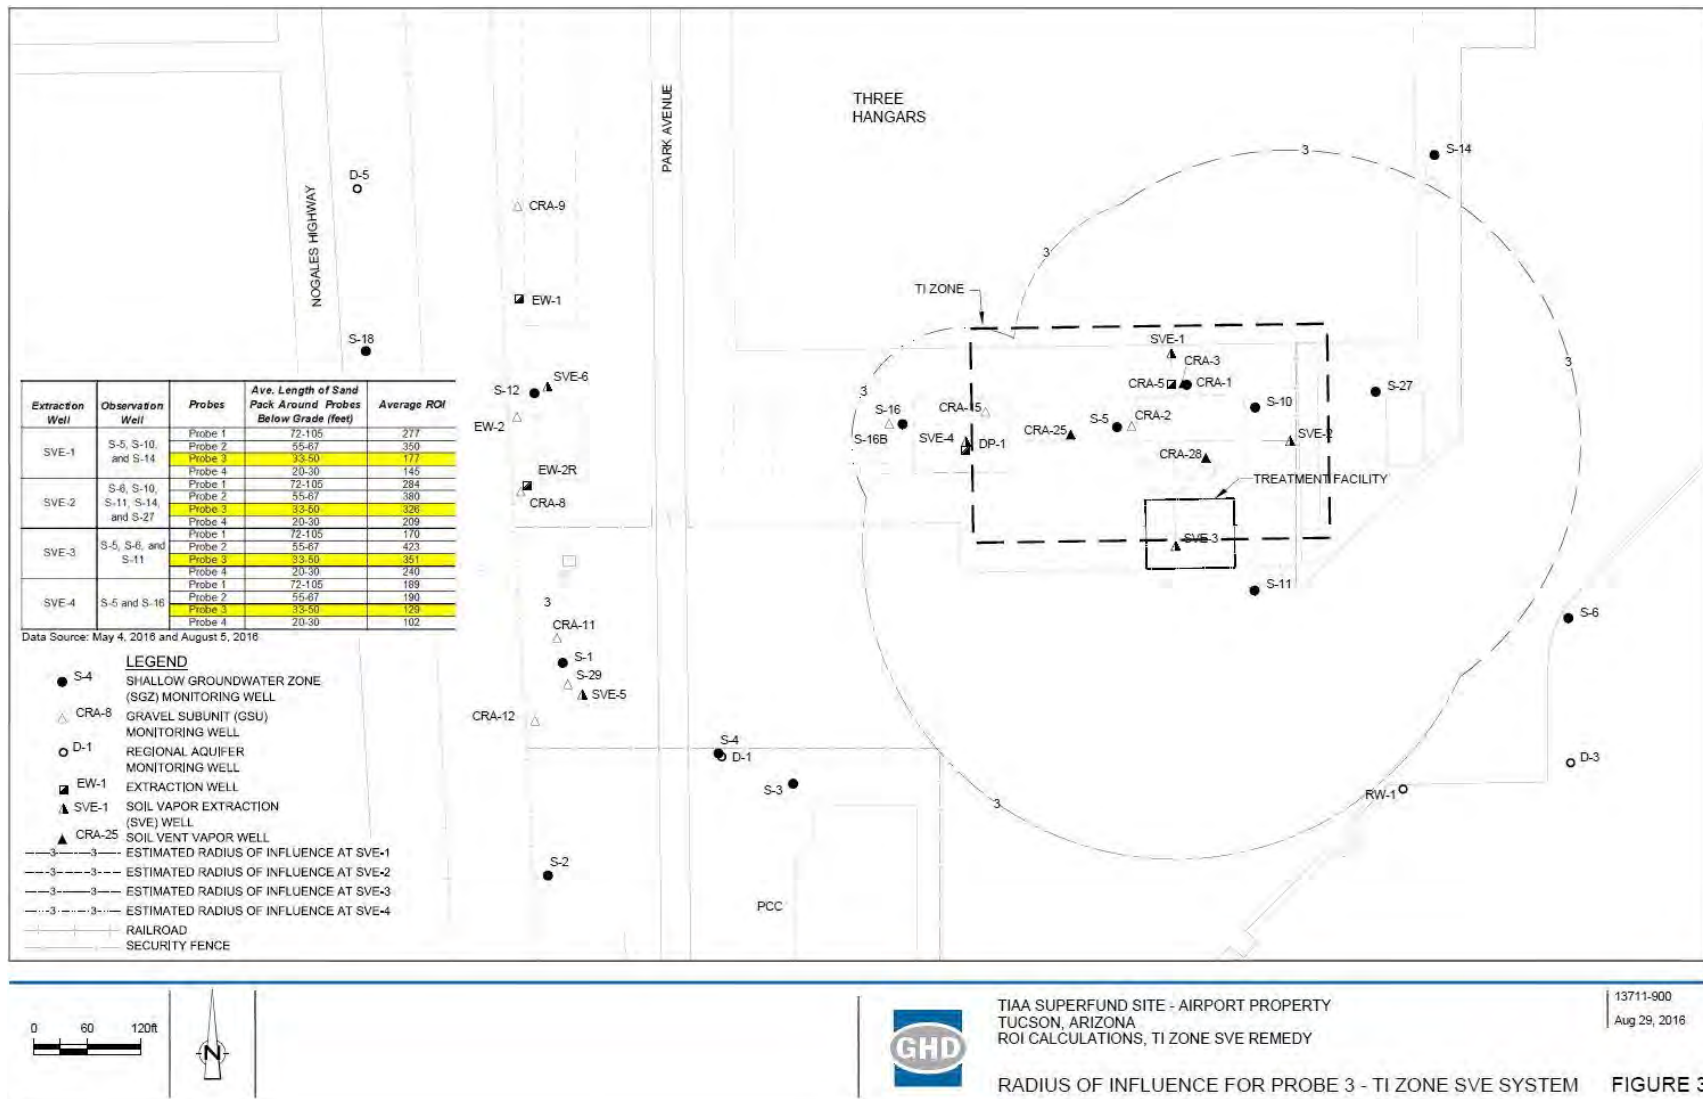 THREE
HANGARS
S-14
3
D-5
CRA-9
PARK AVENUE
NOGALES HIGHWAY
3
TI ZONE
EW-1
S-18
SVE-1
CRA-3
3
SVE-6
S-12
CRA-5
CRA-1
S-27
3
S-16
CRA-15
S-10
EW-2
S-5
CRA-2
S-16B
SVE-4
DP-1
CRA-25
SVE-2
CRA-28
EW-2R
TREATMENT FACILITY
CRA-8
SVE-3
S-11
3
CRA-11
S-6
S-1
S-29
SVE-5
CRA-12
S-4
D-1
S-3
D-3
RW-1
3
S-2
PCC
Extraction Well Observation Well Probes Ave. Length of Sand Pack Around Probes Below Grade (feet) Average ROI
SVE-1 S-5, S-10, and S-14 Probe 1 72-105 277
Probe 2 55-67 350
Probe 3 33-50 177
Probe 4 20-30 145
SVE-2 S-6, S-10, S-11, S-14, and S-27 Probe 1 72-105 284
Probe 2 55-67 380
Probe 3 33-50 326
Probe 4 20-30 209
SVE-3 S-5, S-6, and S-11 Probe 1 72-105 170
Probe 2 55-67 423
Probe 3 33-50 351
Probe 4 20-30 240
SVE-4 S-5 and S-16 Probe 1 72-105 189
Probe 2 55-67 190
Probe 3 33-50 129
Probe 4 20-30 102
Data Source: May 4, 2016 and August 5, 2016
LEGEND
S-4 SHALLOW GROUNDWATER ZONE
(SGZ) MONITORING WELL
CRA-8 GRAVEL SUBUNIT (GSU)
MONITORING WELL
D-1 REGIONAL AQUIFER
MONITORING WELL
EW-1 EXTRACTION WELL
SVE-1 SOIL VAPOR EXTRACTION
(SVE) WELL
CRA-25 SOIL VENT VAPOR WELL
3 3 ESTIMATED RADIUS OF INFLUENCE AT SVE-1
3 3 ESTIMATED RADIUS OF INFLUENCE AT SVE-2
3 3 ESTIMATED RADIUS OF INFLUENCE AT SVE-3
3 3 ESTIMATED RADIUS OF INFLUENCE AT SVE-4
RAILROAD
SECURITY FENCE
0 60 120ft
N
GHD
TIAA SUPERFUND SITE - AIRPORT PROPERTY
TUCSON, ARIZONA
ROI CALCULATIONS, TI ZONE SVE REMEDY
RADIUS OF INFLUENCE FOR PROBE 3 - TI ZONE SVE SYSTEM
13711-900
Aug 29, 2016
FIGURE 3